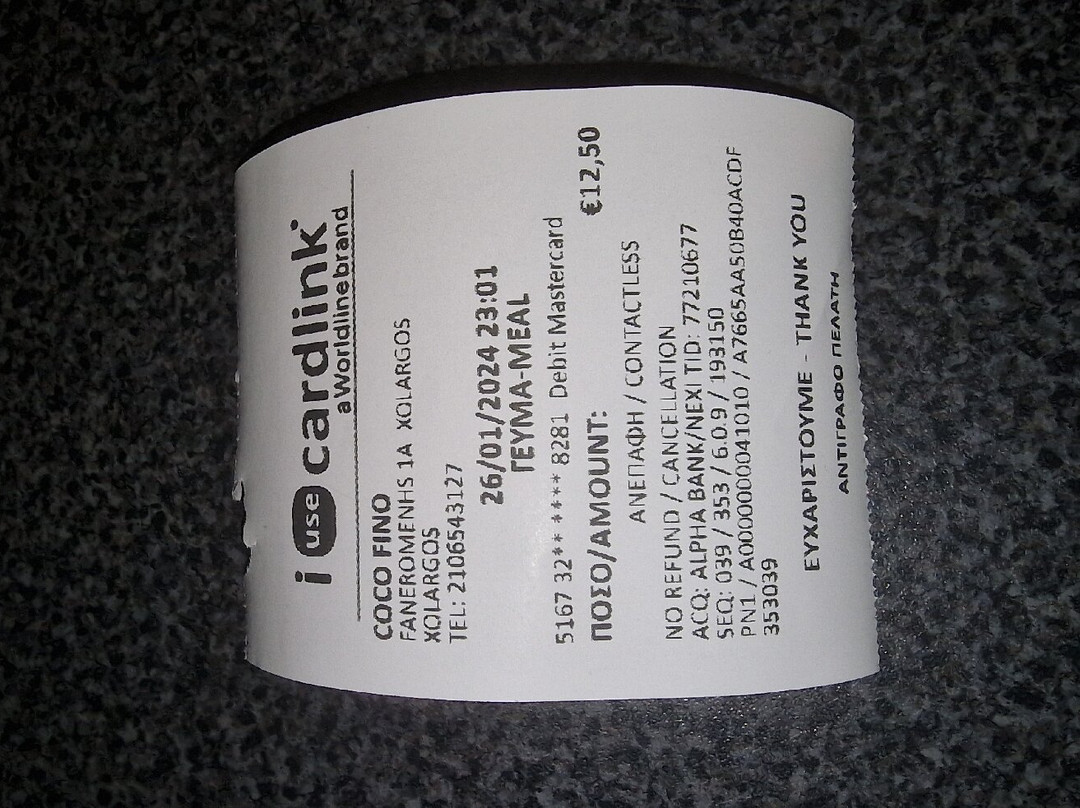 i use cardlink
a Worldline brand
COCO FINO
FANEROMENHS 1A XOLARGOS
XOLARGOS
TEL: 2106543127
26/01/2024 23:01
ΓΕΥΜΑ-MEAL
5167 32** **** 8281 Debit Mastercard
ΠΟΣΟ/AMOUNT: €12,50
ΑΝΕΠΑΦΗ / CONTACTLESS
NO REFUND / CANCELLATION
ACQ: ALPHA BANK/NEXI TID: 77210677
SEQ: 039 / 353 / 6.0.9 / 193150
PN1 / A0000000041010 / A7665AA50B40ACDF
353039
ΕΥΧΑΡΙΣΤΟΥΜΕ - THANK YOU
ΑΝΤΙΓΡΑΦΟ ΠΕΛΑΤΗ